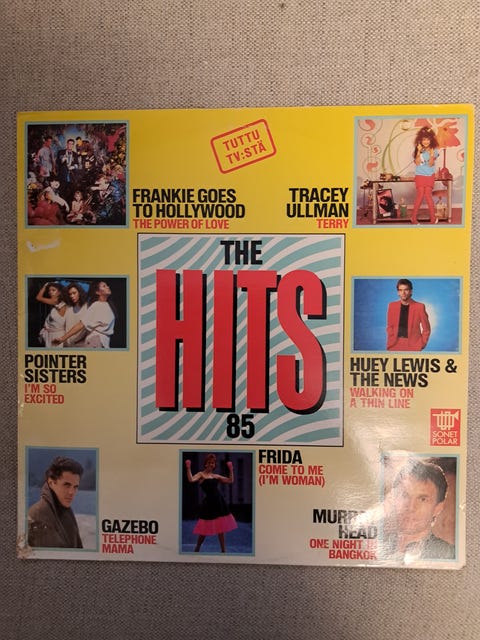 TUTTU
TV:STÄ
FRANKIE GOES
TO HOLLYWOOD
THE POWER OF LOVE
TRACEY
ULLMAN
TERRY
THE
HITS
85
POINTER
SISTERS
I'M SO
EXCITED
HUEY LEWIS &
THE NEWS
WALKING ON
A THIN LINE
SONET
POLAR
GAZEBO
TELEPHONE
MAMA
FRIDA
COME TO ME
(I'M WOMAN)
HEAD
ONE NIGHT
BANGKOK